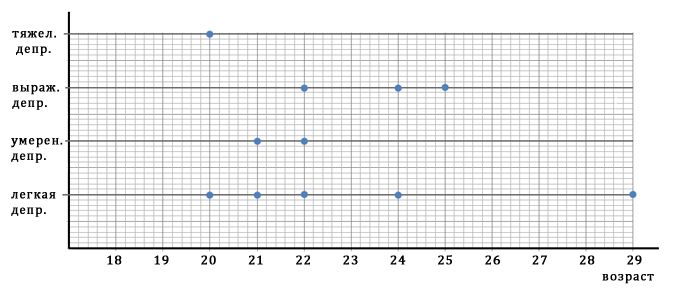 тяжел.
депр.
выраж.
депр.
умерен.
депр.
легкая
депр.
18 19 20 21 22 23 24 25 26 27 28 29
возраст